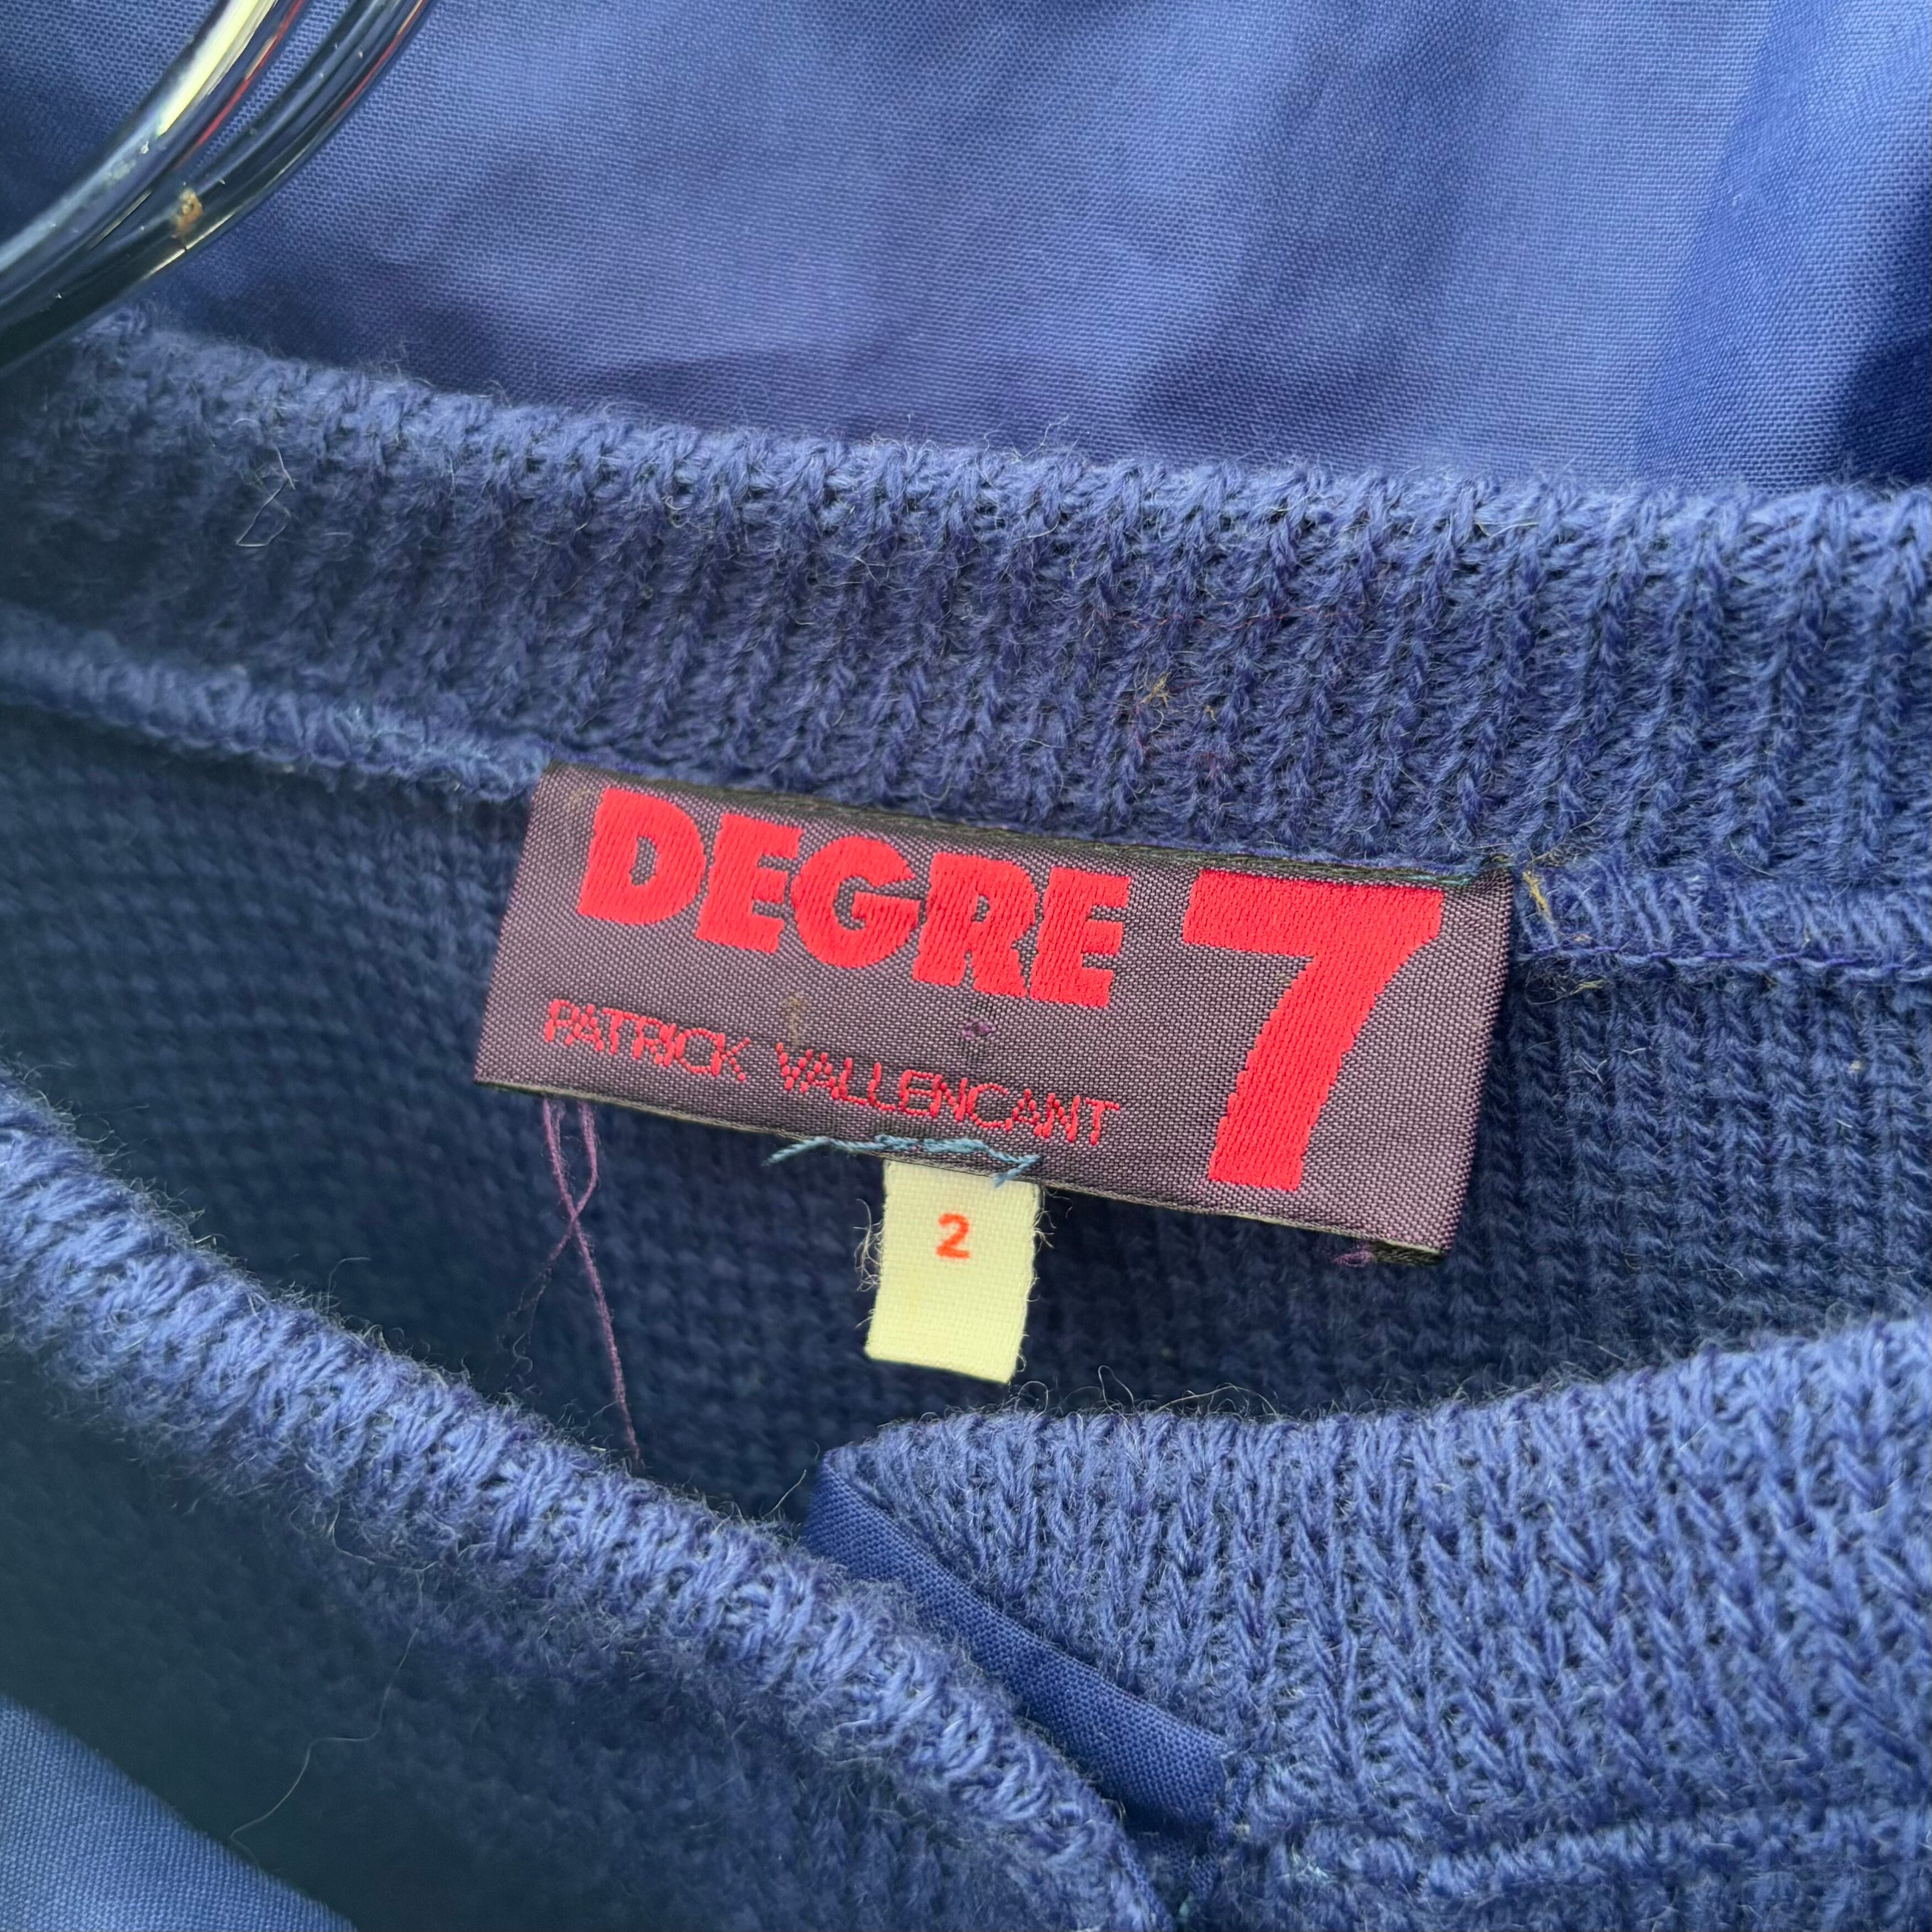 DEGRE 7
PATRICK VALLENCANT
2